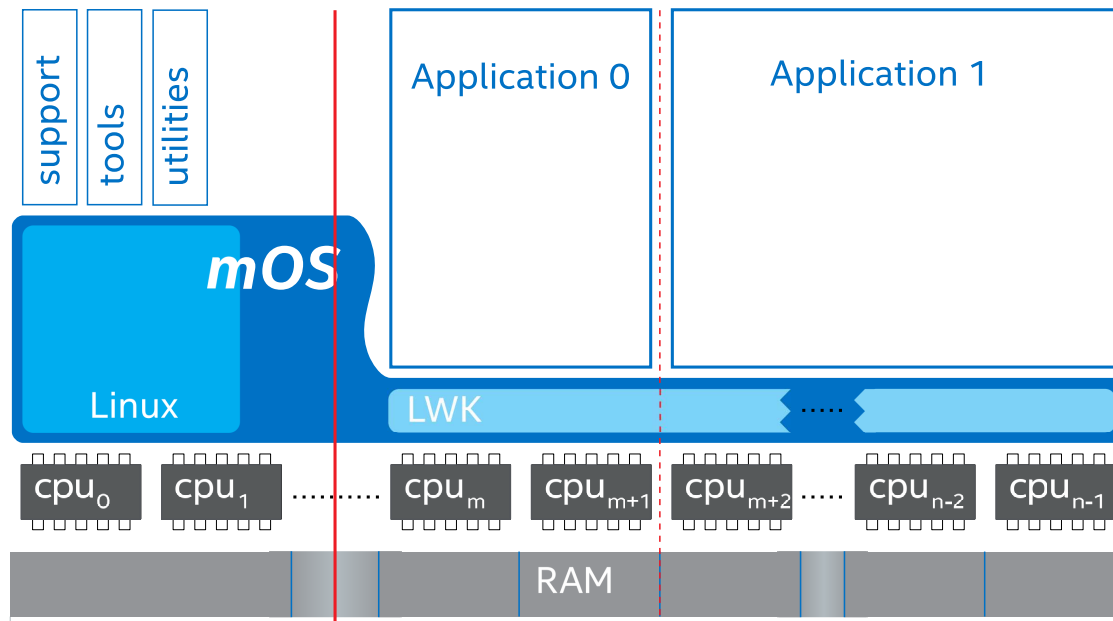 support
tools
utilities
Application 0
Application 1
mOS
Linux
LWK
.....
cpu0
cpu1
..........
cpum
cpum+1
cpum+2
.....
cpun-2
cpun-1
RAM